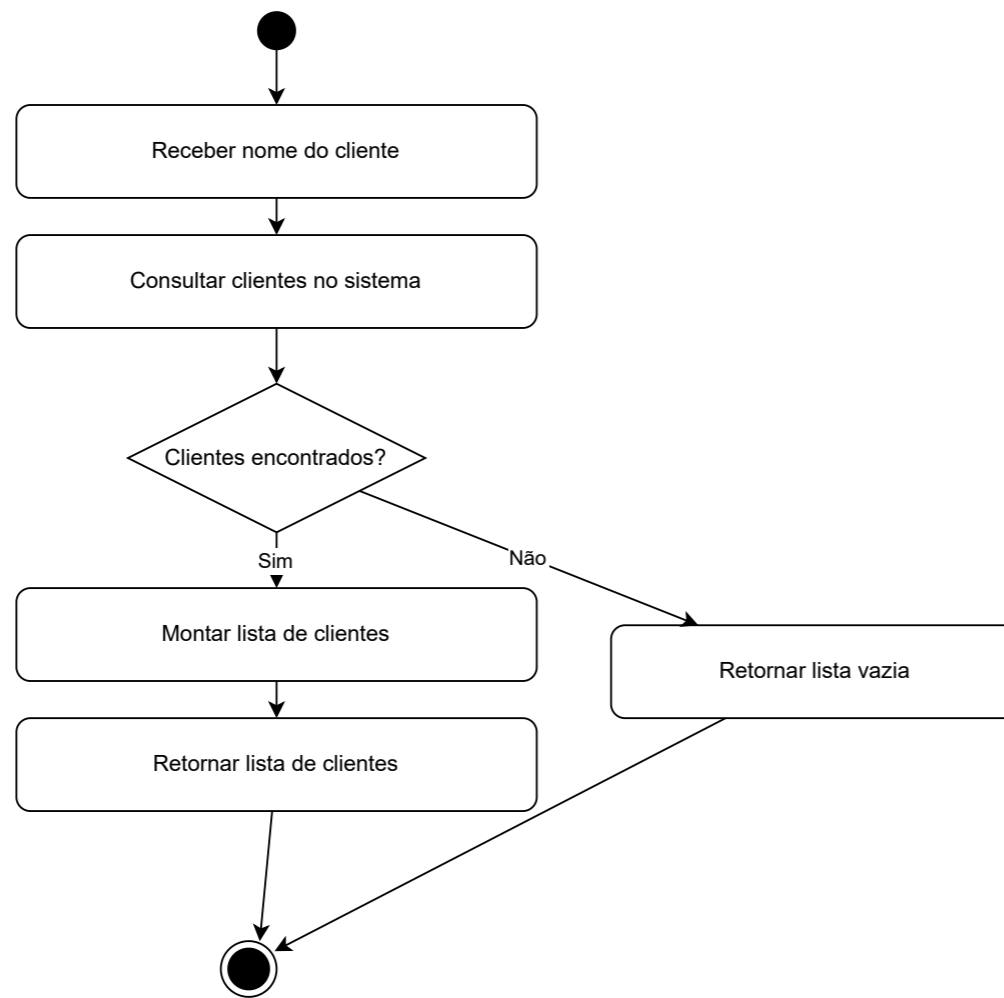 Receber nome do cliente
Consultar clientes no sistema
Clientes encontrados?
Sim
Não
Montar lista de clientes
Retornar lista vazia
Retornar lista de clientes